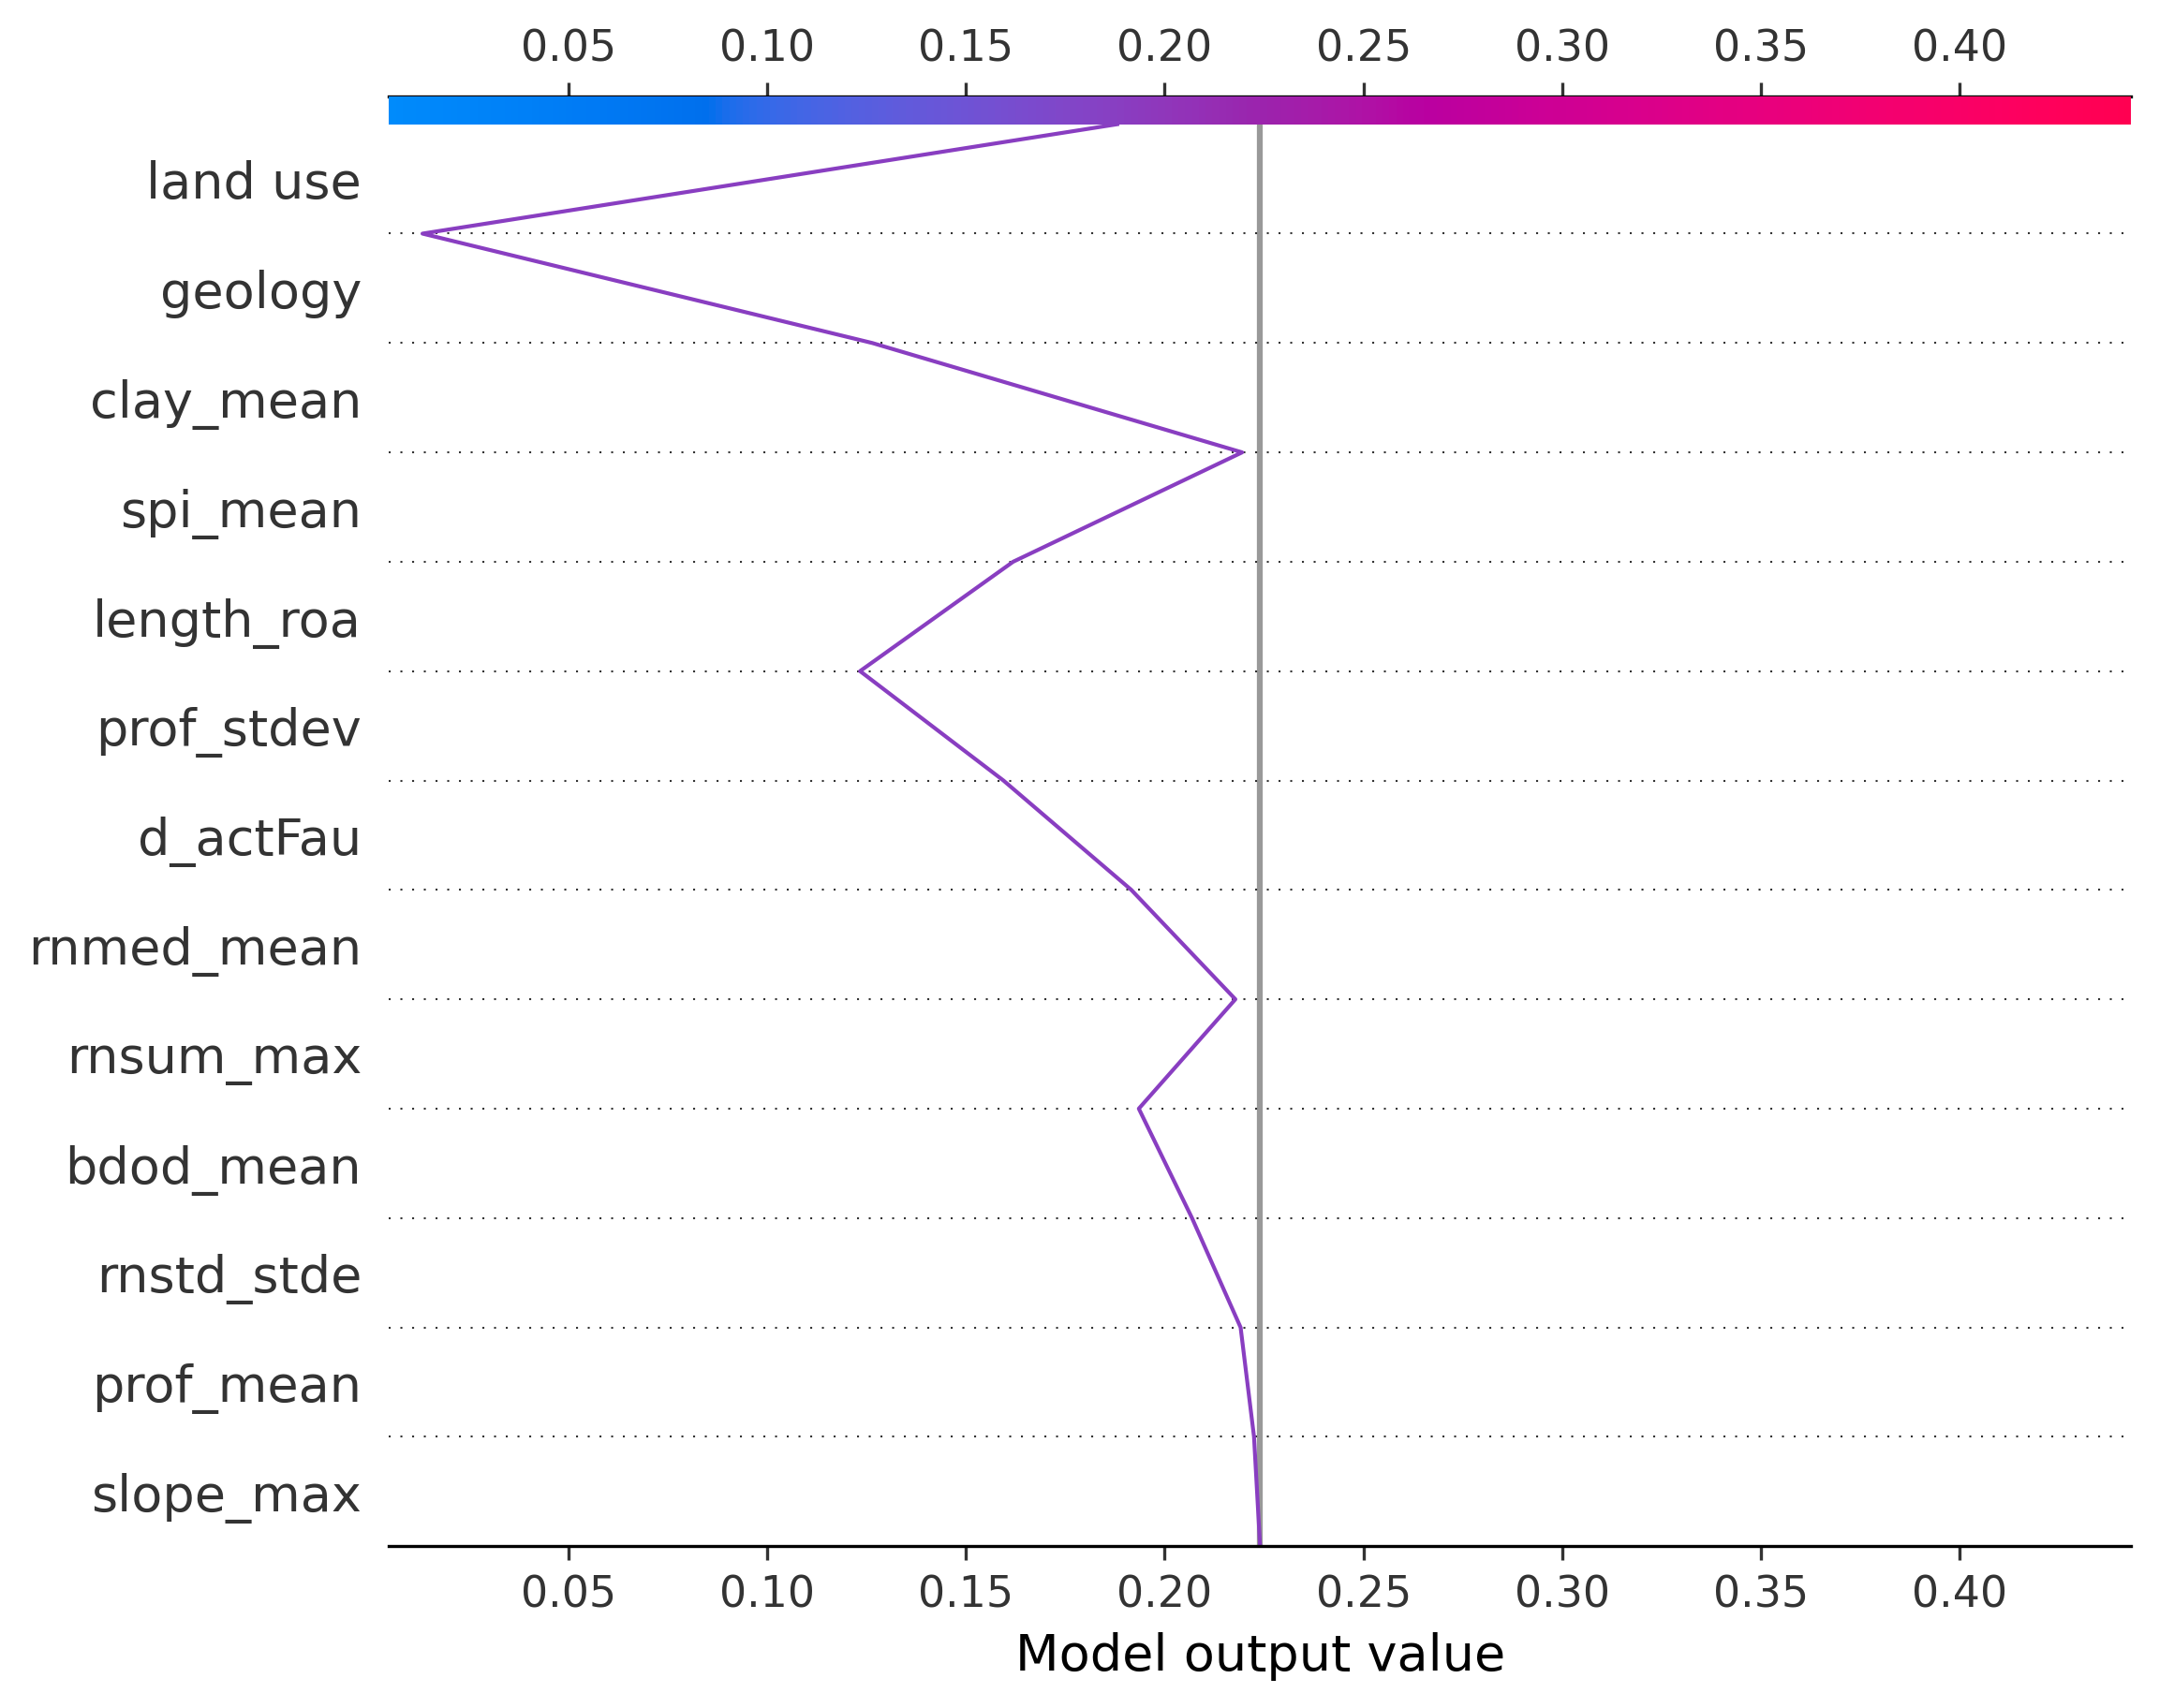 0.05 0.10 0.15 0.20 0.25 0.30 0.35 0.40
land use
geology
clay_mean
spi_mean
length_roa
prof_stdev
d_actFau
rnmed_mean
rnsum_max
bdod_mean
rnstd_stde
prof_mean
slope_max
0.05 0.10 0.15 0.20 0.25 0.30 0.35 0.40
Model output value